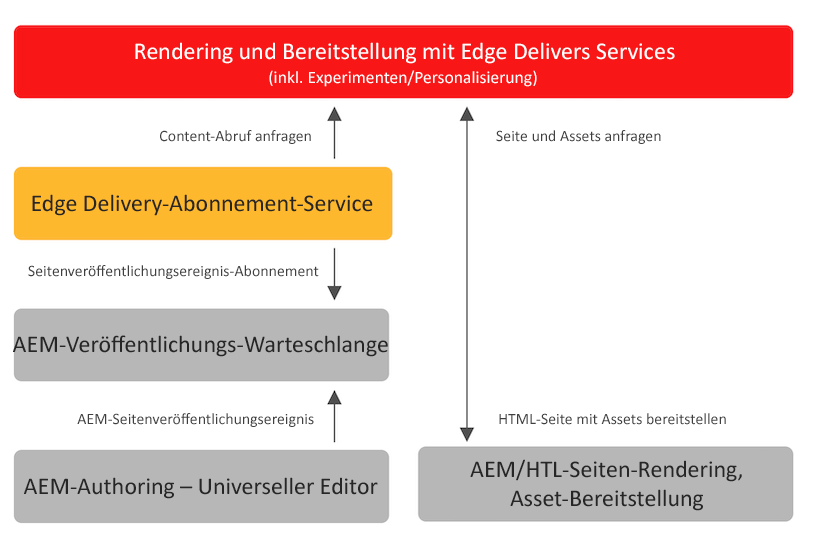 Rendering und Bereitstellung mit Edge Delivers Services
(inkl. Experimenten/Personalisierung)
Content-Abruf anfragen
Seite und Assets anfragen
Edge Delivery-Abonnement-Service
Seitenveröffentlichungsereignis-Abonnement
AEM-Veröffentlichungs-Warteschlange
AEM-Seitenveröffentlichungsereignis
HTML-Seite mit Assets bereitstellen
AEM-Authoring – Universeller Editor
AEM/HTL-Seiten-Rendering,
Asset-Bereitstellung